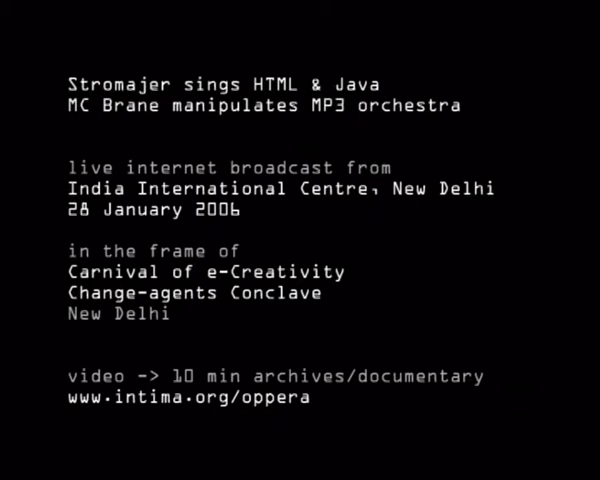 Stromajer sings HTML & Java
MC Brane manipulates MP3 orchestra
live internet broadcast from
India International Centre, New Delhi
28 January 2006
in the frame of
Carnival of e-Creativity
Change-agents Conclave
New Delhi
video -> 10 min archives/documentary
www.intima.org/oppera